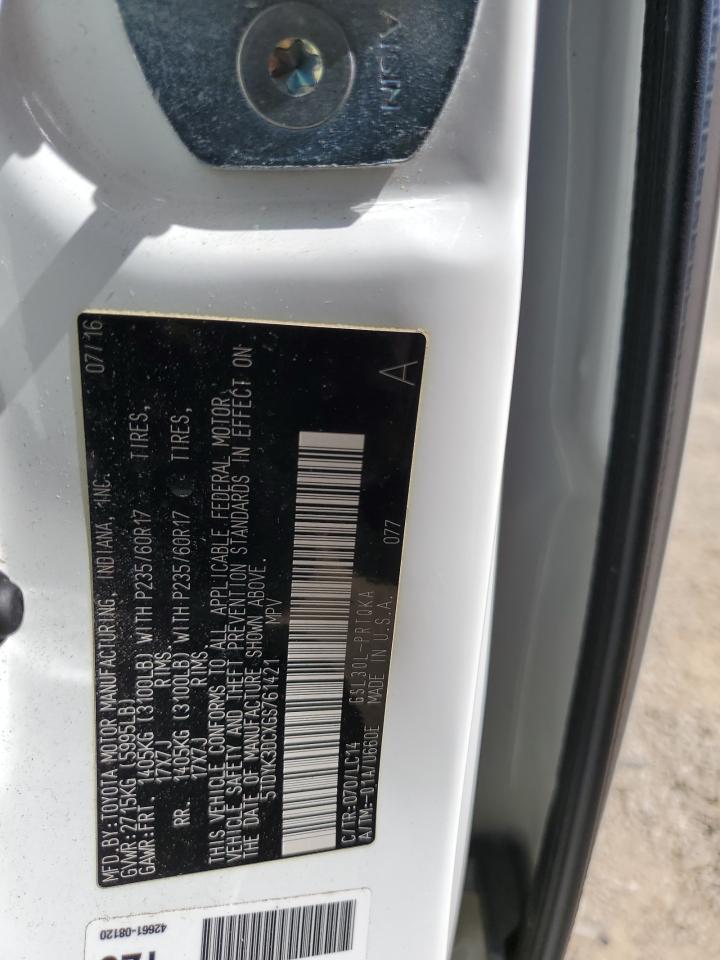 AISIN
MFD. BY: TOYOTA MOTOR MANUFACTURING, INDIANA, INC. 07/16
GVWR: 2715KG (5995LB)
GAWR: FRT. 1405KG (3100LB) WITH P235/60R17 TIRES,
17X7J RIMS.
RR. 1405KG (3100LB) WITH P235/60R17 TIRES,
17X7J RIMS.
THIS VEHICLE CONFORMS TO ALL APPLICABLE FEDERAL MOTOR
VEHICLE SAFETY AND THEFT PREVENTION STANDARDS IN EFFECT ON
THE DATE OF MANUFACTURE SHOWN ABOVE.
5TDYK3DCXGS761421 MPV
C/TR: 070/LC14 GSL30L-PRTQKA 077 A
A/TM: -01A/U660E MADE IN U.S.A.
42661-08120